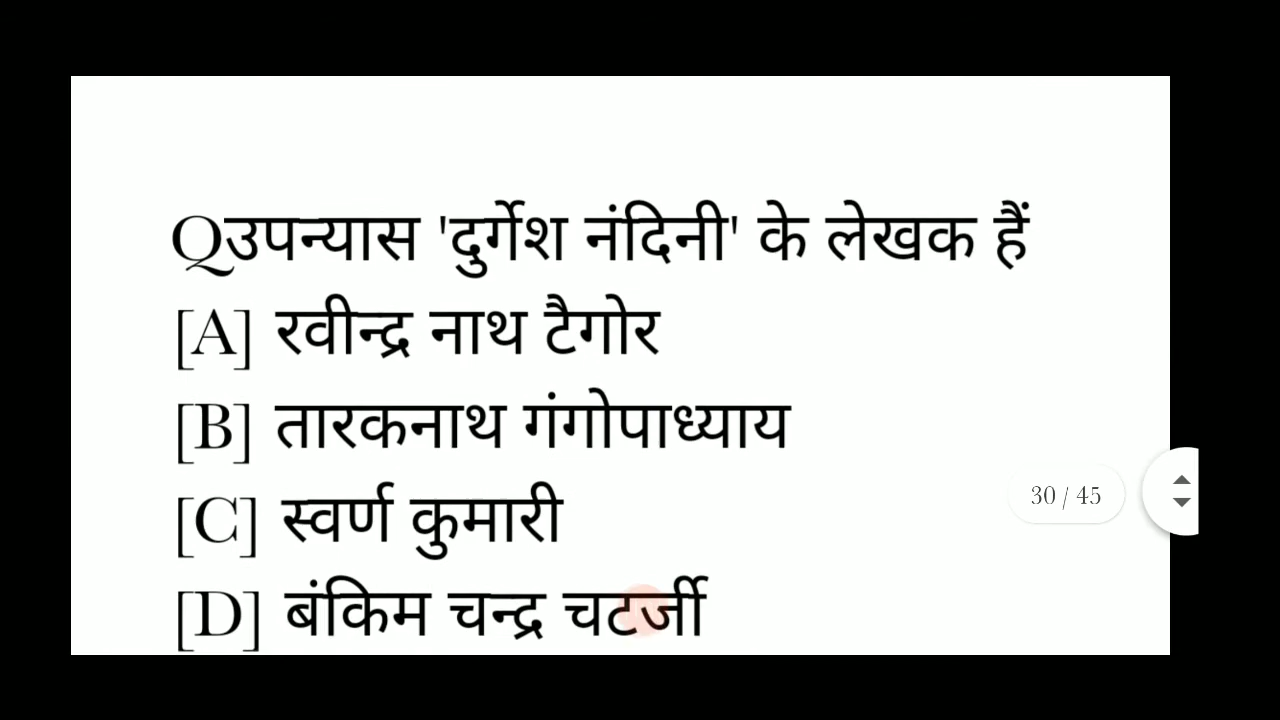 Qउपन्यास 'दुर्गेश नंदिनी' के लेखक हैं
[A] रवीन्द्र नाथ टैगोर
[B] तारकनाथ गंगोपाध्याय
[C] स्वर्ण कुमारी
[D] बंकिम चन्द्र चटर्जी
30 / 45